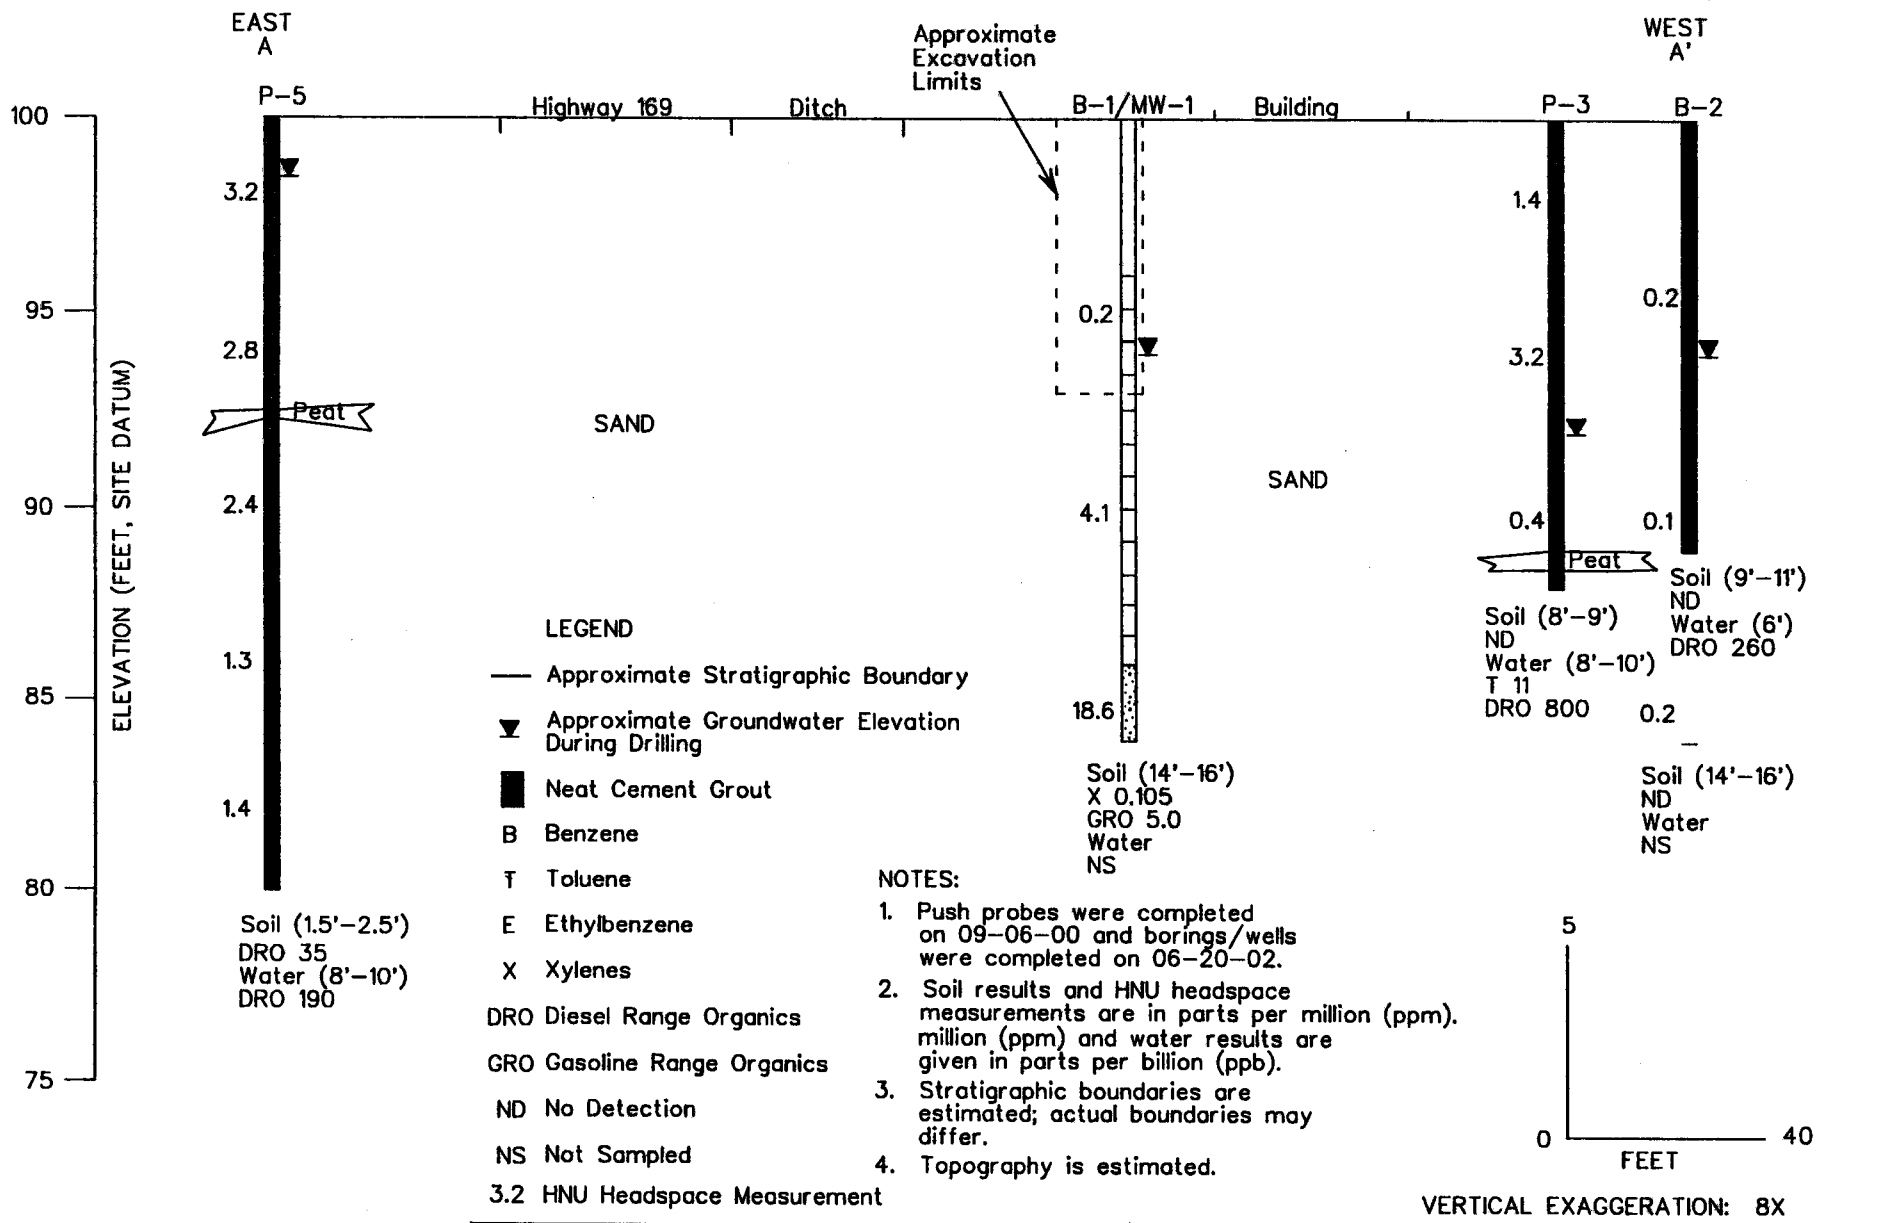 EAST
A
WEST
A'
Approximate
Excavation
Limits
P-5
Highway 169
Ditch
B-1/MW-1
Building
P-3
B-2
100
95
90
85
80
75
ELEVATION (FEET, SITE DATUM)
3.2
2.8
Peat
2.4
1.3
1.4
Soil (1.5'-2.5')
DRO 35
Water (8'-10')
DRO 190
SAND
0.2
4.1
18.6
Soil (14'-16')
X 0.105
GRO 5.0
Water
NS
SAND
1.4
3.2
0.4
Peat
Soil (8'-9')
ND
Water (8'-10')
T 11
DRO 800
0.2
0.1
Soil (9'-11')
ND
Water (6')
DRO 260
0.2
Soil (14'-16')
ND
Water
NS
LEGEND
Approximate Stratigraphic Boundary
Approximate Groundwater Elevation
During Drilling
Neat Cement Grout
B Benzene
T Toluene
E Ethylbenzene
X Xylenes
DRO Diesel Range Organics
GRO Gasoline Range Organics
ND No Detection
NS Not Sampled
3.2 HNU Headspace Measurement
NOTES:
1. Push probes were completed
on 09-06-00 and borings/wells
were completed on 06-20-02.
2. Soil results and HNU headspace
measurements are in parts per million (ppm).
million (ppm) and water results are
given in parts per billion (ppb).
3. Stratigraphic boundaries are
estimated; actual boundaries may
differ.
4. Topography is estimated.
5
0
40
FEET
VERTICAL EXAGGERATION: 8X